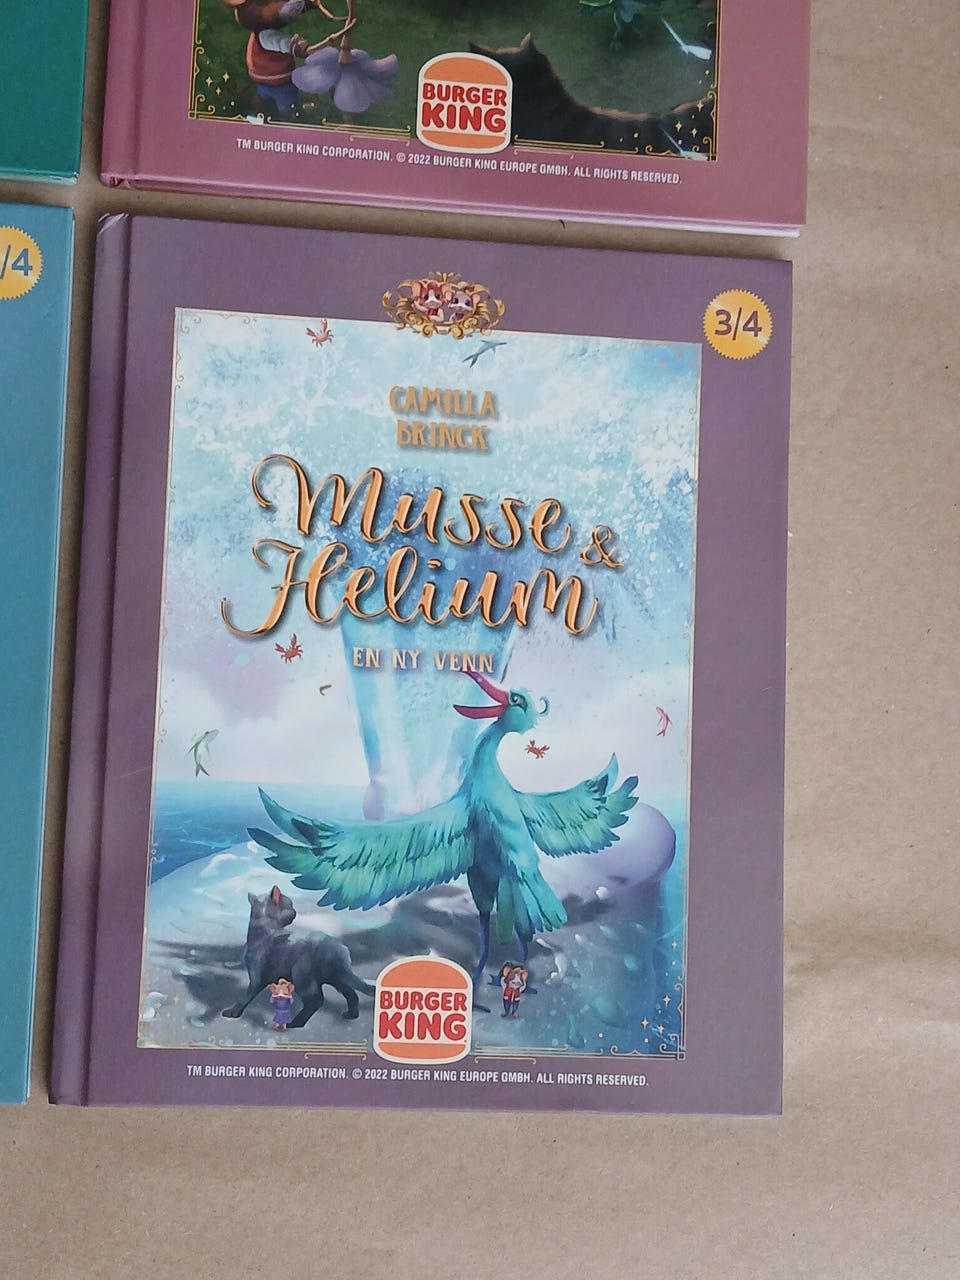 BURGER
KING
TM BURGER KING CORPORATION. © 2022 BURGER KING EUROPE GMBH. ALL RIGHTS RESERVED.
/4
3/4
CAMILLA
BRINCK
Musse &
Helium
EN NY VENN
BURGER
KING
TM BURGER KING CORPORATION. © 2022 BURGER KING EUROPE GMBH. ALL RIGHTS RESERVED.